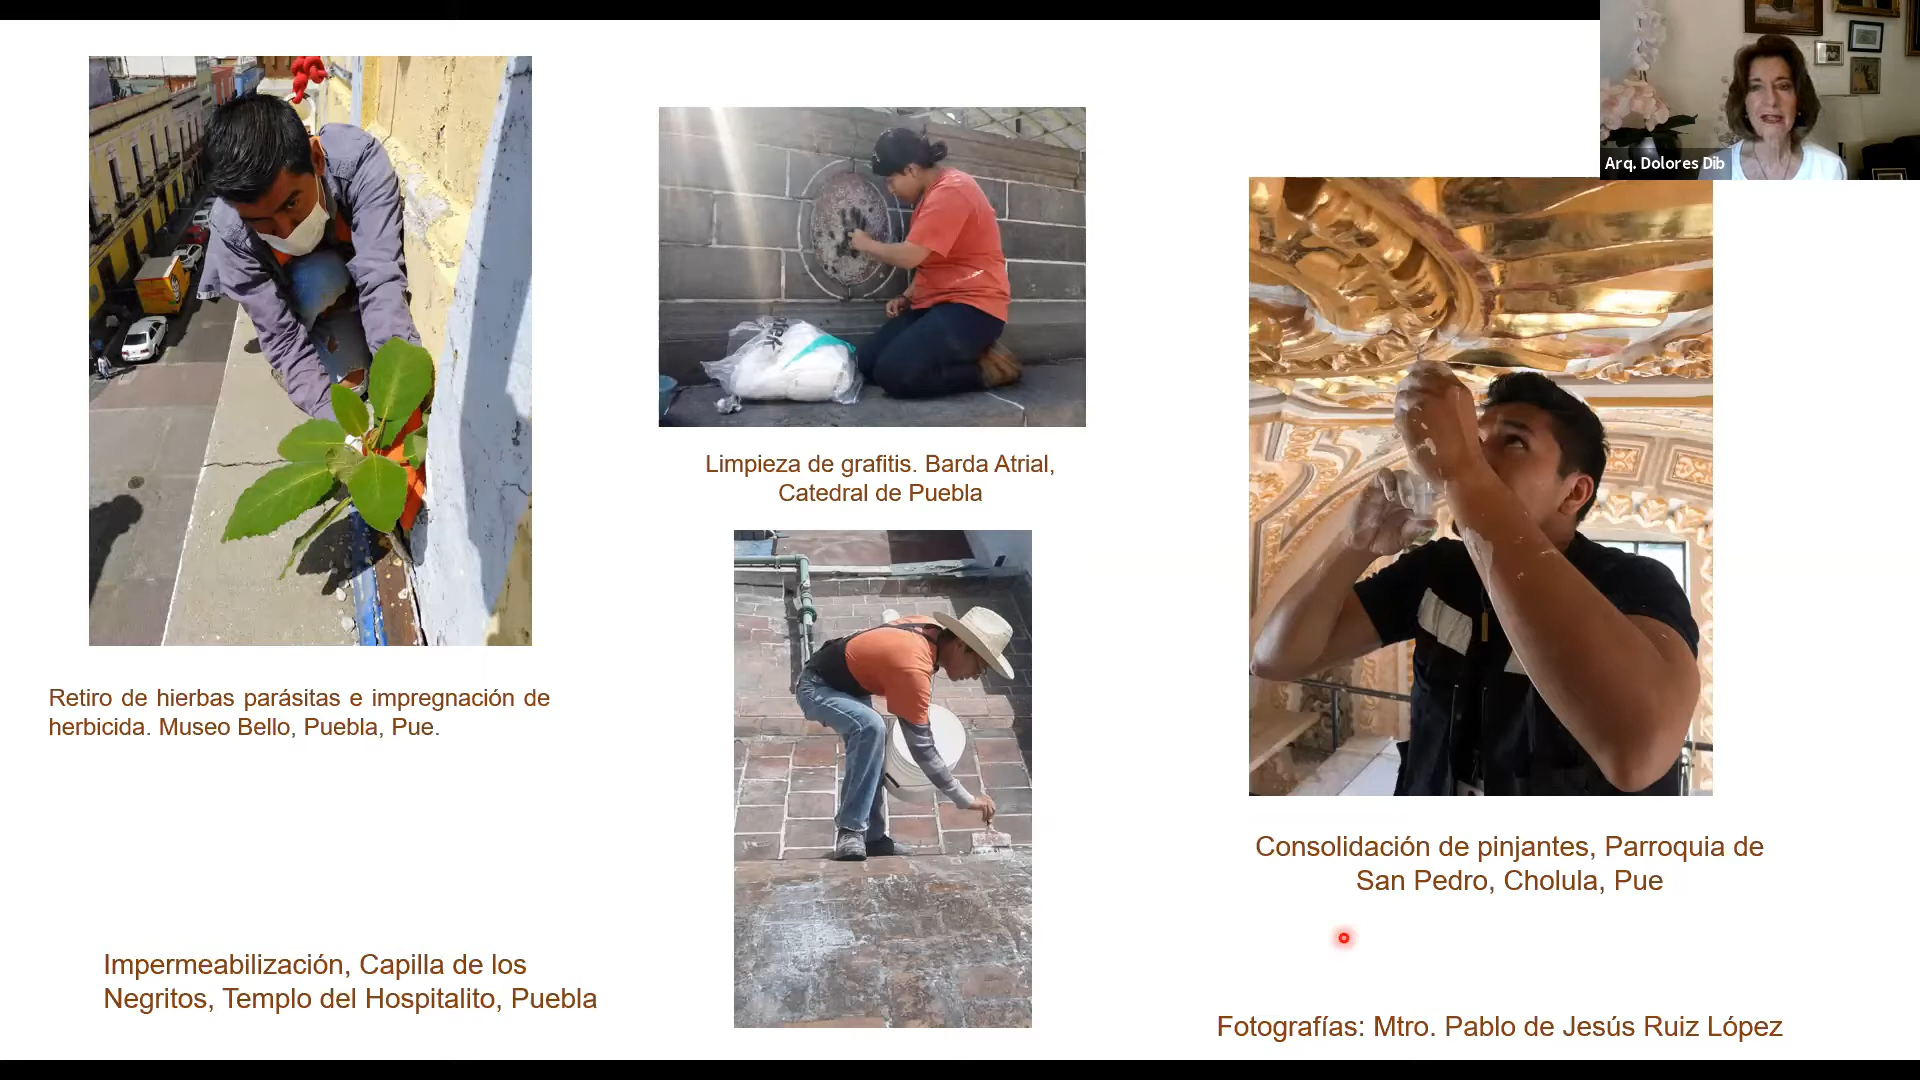 Arq. Dolores Dib
Limpieza de grafitis. Barda Atrial,
Catedral de Puebla
Retiro de hierbas parásitas e impregnación de
herbicida. Museo Bello, Puebla, Pue.
Consolidación de pinjantes, Parroquia de
San Pedro, Cholula, Pue
Impermeabilización, Capilla de los
Negritos, Templo del Hospitalito, Puebla
Fotografías: Mtro. Pablo de Jesús Ruiz López